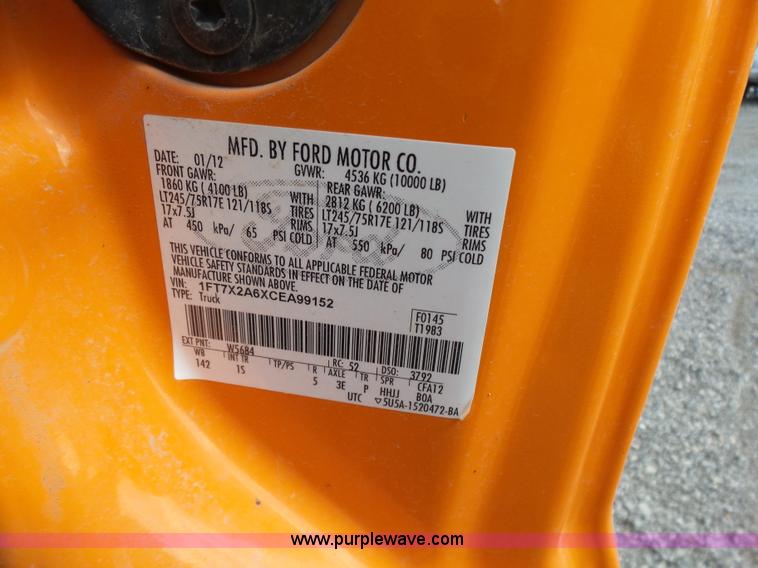 MFD. BY FORD MOTOR CO.
DATE: 01/12 GVWR: 4536 KG (10000 LB)
FRONT GAWR: REAR GAWR:
1860 KG ( 4100 LB) WITH 2812 KG ( 6200 LB) WITH
LT245/75R17E 121/118S TIRES LT245/75R17E 121/118S TIRES
17x7.5J RIMS 17x7.5J RIMS
AT 450 kPa/ 65 PSI COLD AT 550 kPa/ 80 PSI COLD
THIS VEHICLE CONFORMS TO ALL APPLICABLE FEDERAL MOTOR
VEHICLE SAFETY STANDARDS IN EFFECT ON THE DATE OF
MANUFACTURE SHOWN ABOVE.
VIN: 1FT7X2A6XCEA99152
TYPE: Truck
F0145
T1983
EXT PNT: W5684 RC: 52 DSO: 3792
WB INT TR TP/PS R AXLE TR SPR CFA12
142 1S 5 3E P HHJJ BOA
UTC ▽5U5A-1520472-BA
www.purplewave.com